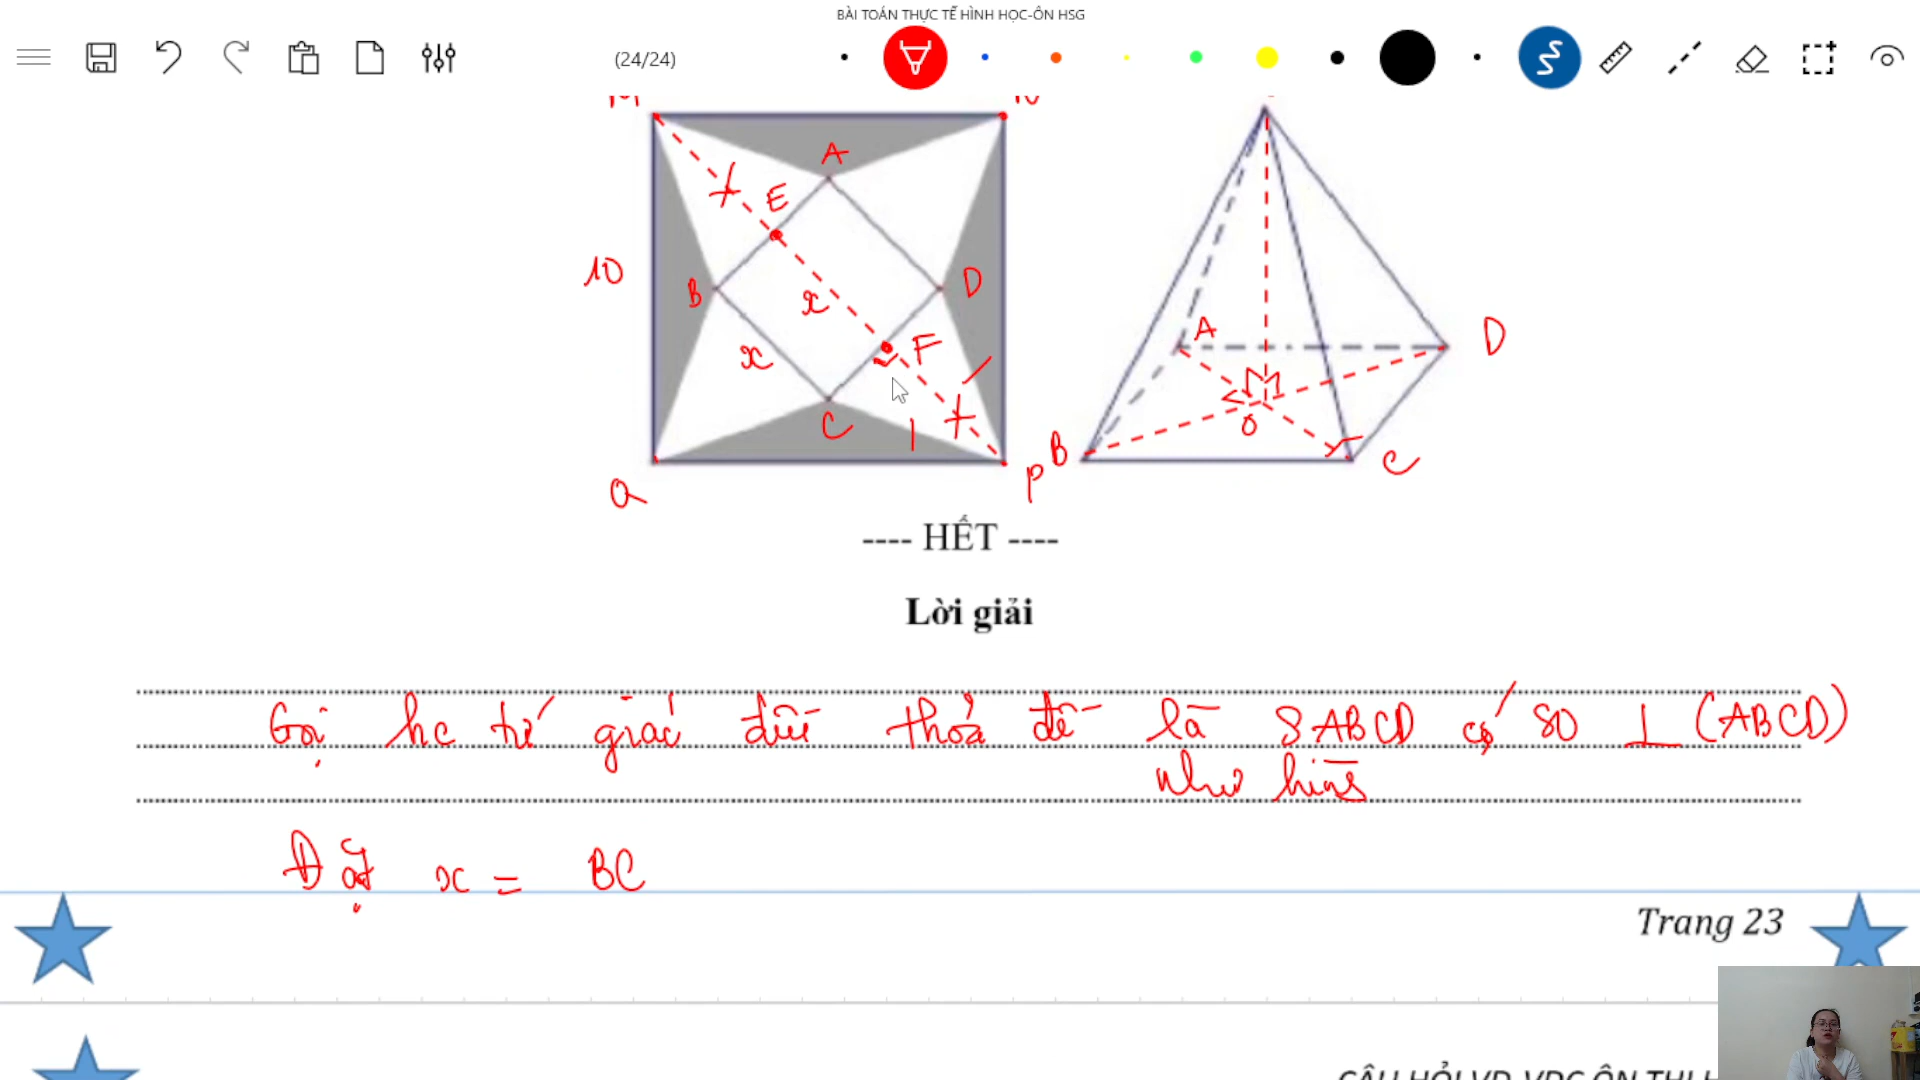 BÀI TOÁN THỰC TẾ HÌNH HỌC-ÔN HSG
(24/24)
A
E
10
B
D
x
x
F
C
Q
P
A
D
O
B
C
---- HẾT ----
Lời giải
Gọi hc tứ giác đều thỏa đề là SABCD có SO ⊥ (ABCD)
như hình
Đặt x = BC
Trang 23